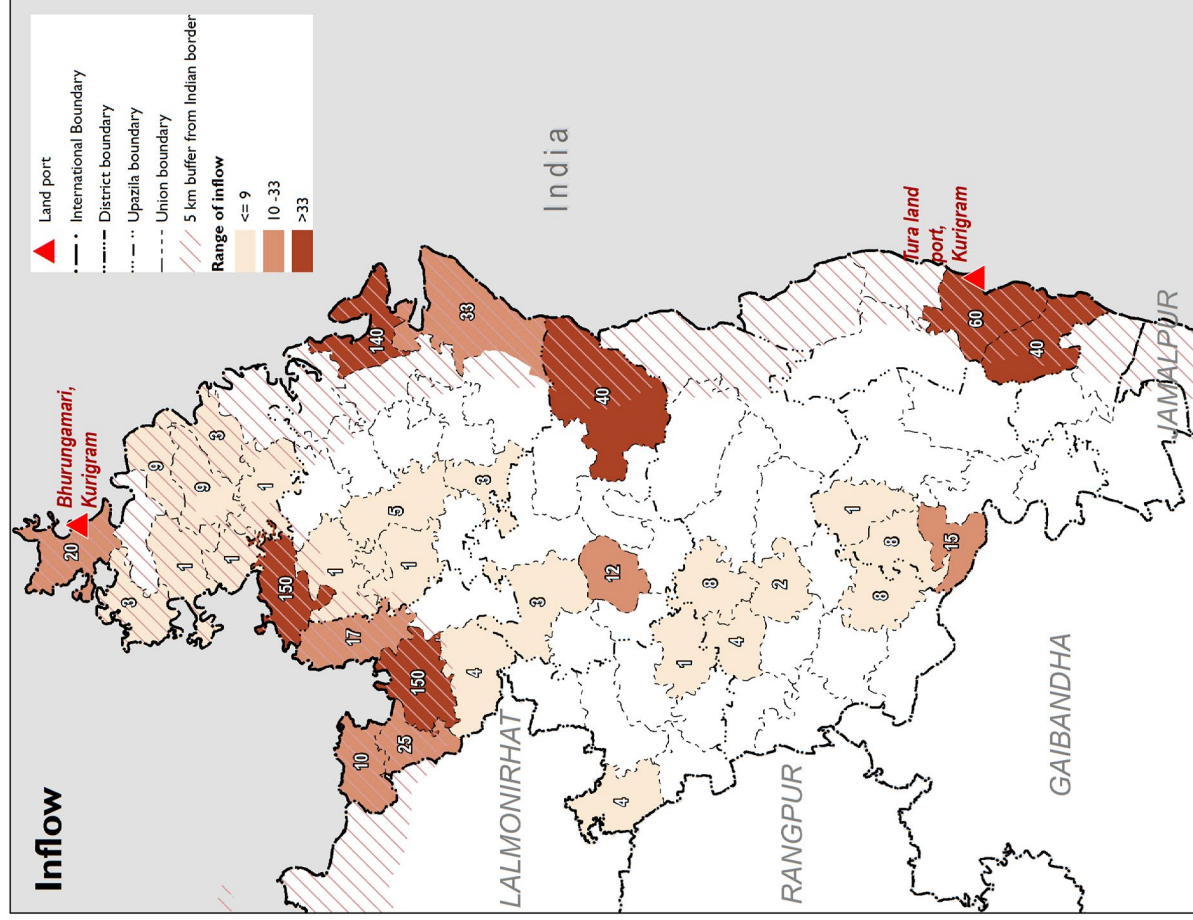 Inflow
Land port
International Boundary
District boundary
Upazila boundary
Union boundary
5 km buffer from Indian border
Range of inflow
<= 9
10 -33
>33
Bhurungamari,
Kurigram
20
3
9
1
9
3
1
1
150
1
17
10
140
5
25
1
150
33
4
3
LALMONIRHAT
3
India
40
12
4
1
8
4
2
RANGPUR
1
8
8
Tura land
port,
Kurigram
15
60
40
GAIBANDHA
JAMALPUR